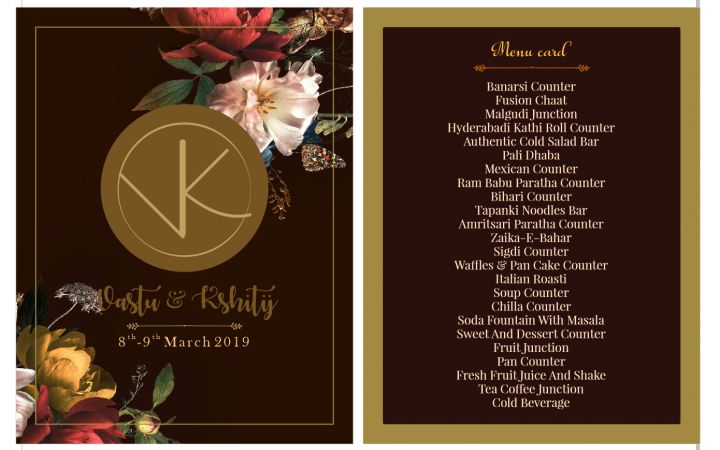 VK
Vastu & Kshitij
8th-9th March 2019
Menu card
Banarsi Counter
Fusion Chaat
Malgudi Junction
Hyderabadi Kathi Roll Counter
Authentic Cold Salad Bar
Pali Dhaba
Mexican Counter
Ram Babu Paratha Counter
Bihari Counter
Tapanki Noodles Bar
Amritsari Paratha Counter
Zaika-E-Bahar
Sigdi Counter
Waffles & Pan Cake Counter
Italian Roasti
Soup Counter
Chilla Counter
Soda Fountain With Masala
Sweet And Dessert Counter
Fruit Junction
Pan Counter
Fresh Fruit Juice And Shake
Tea Coffee Junction
Cold Beverage